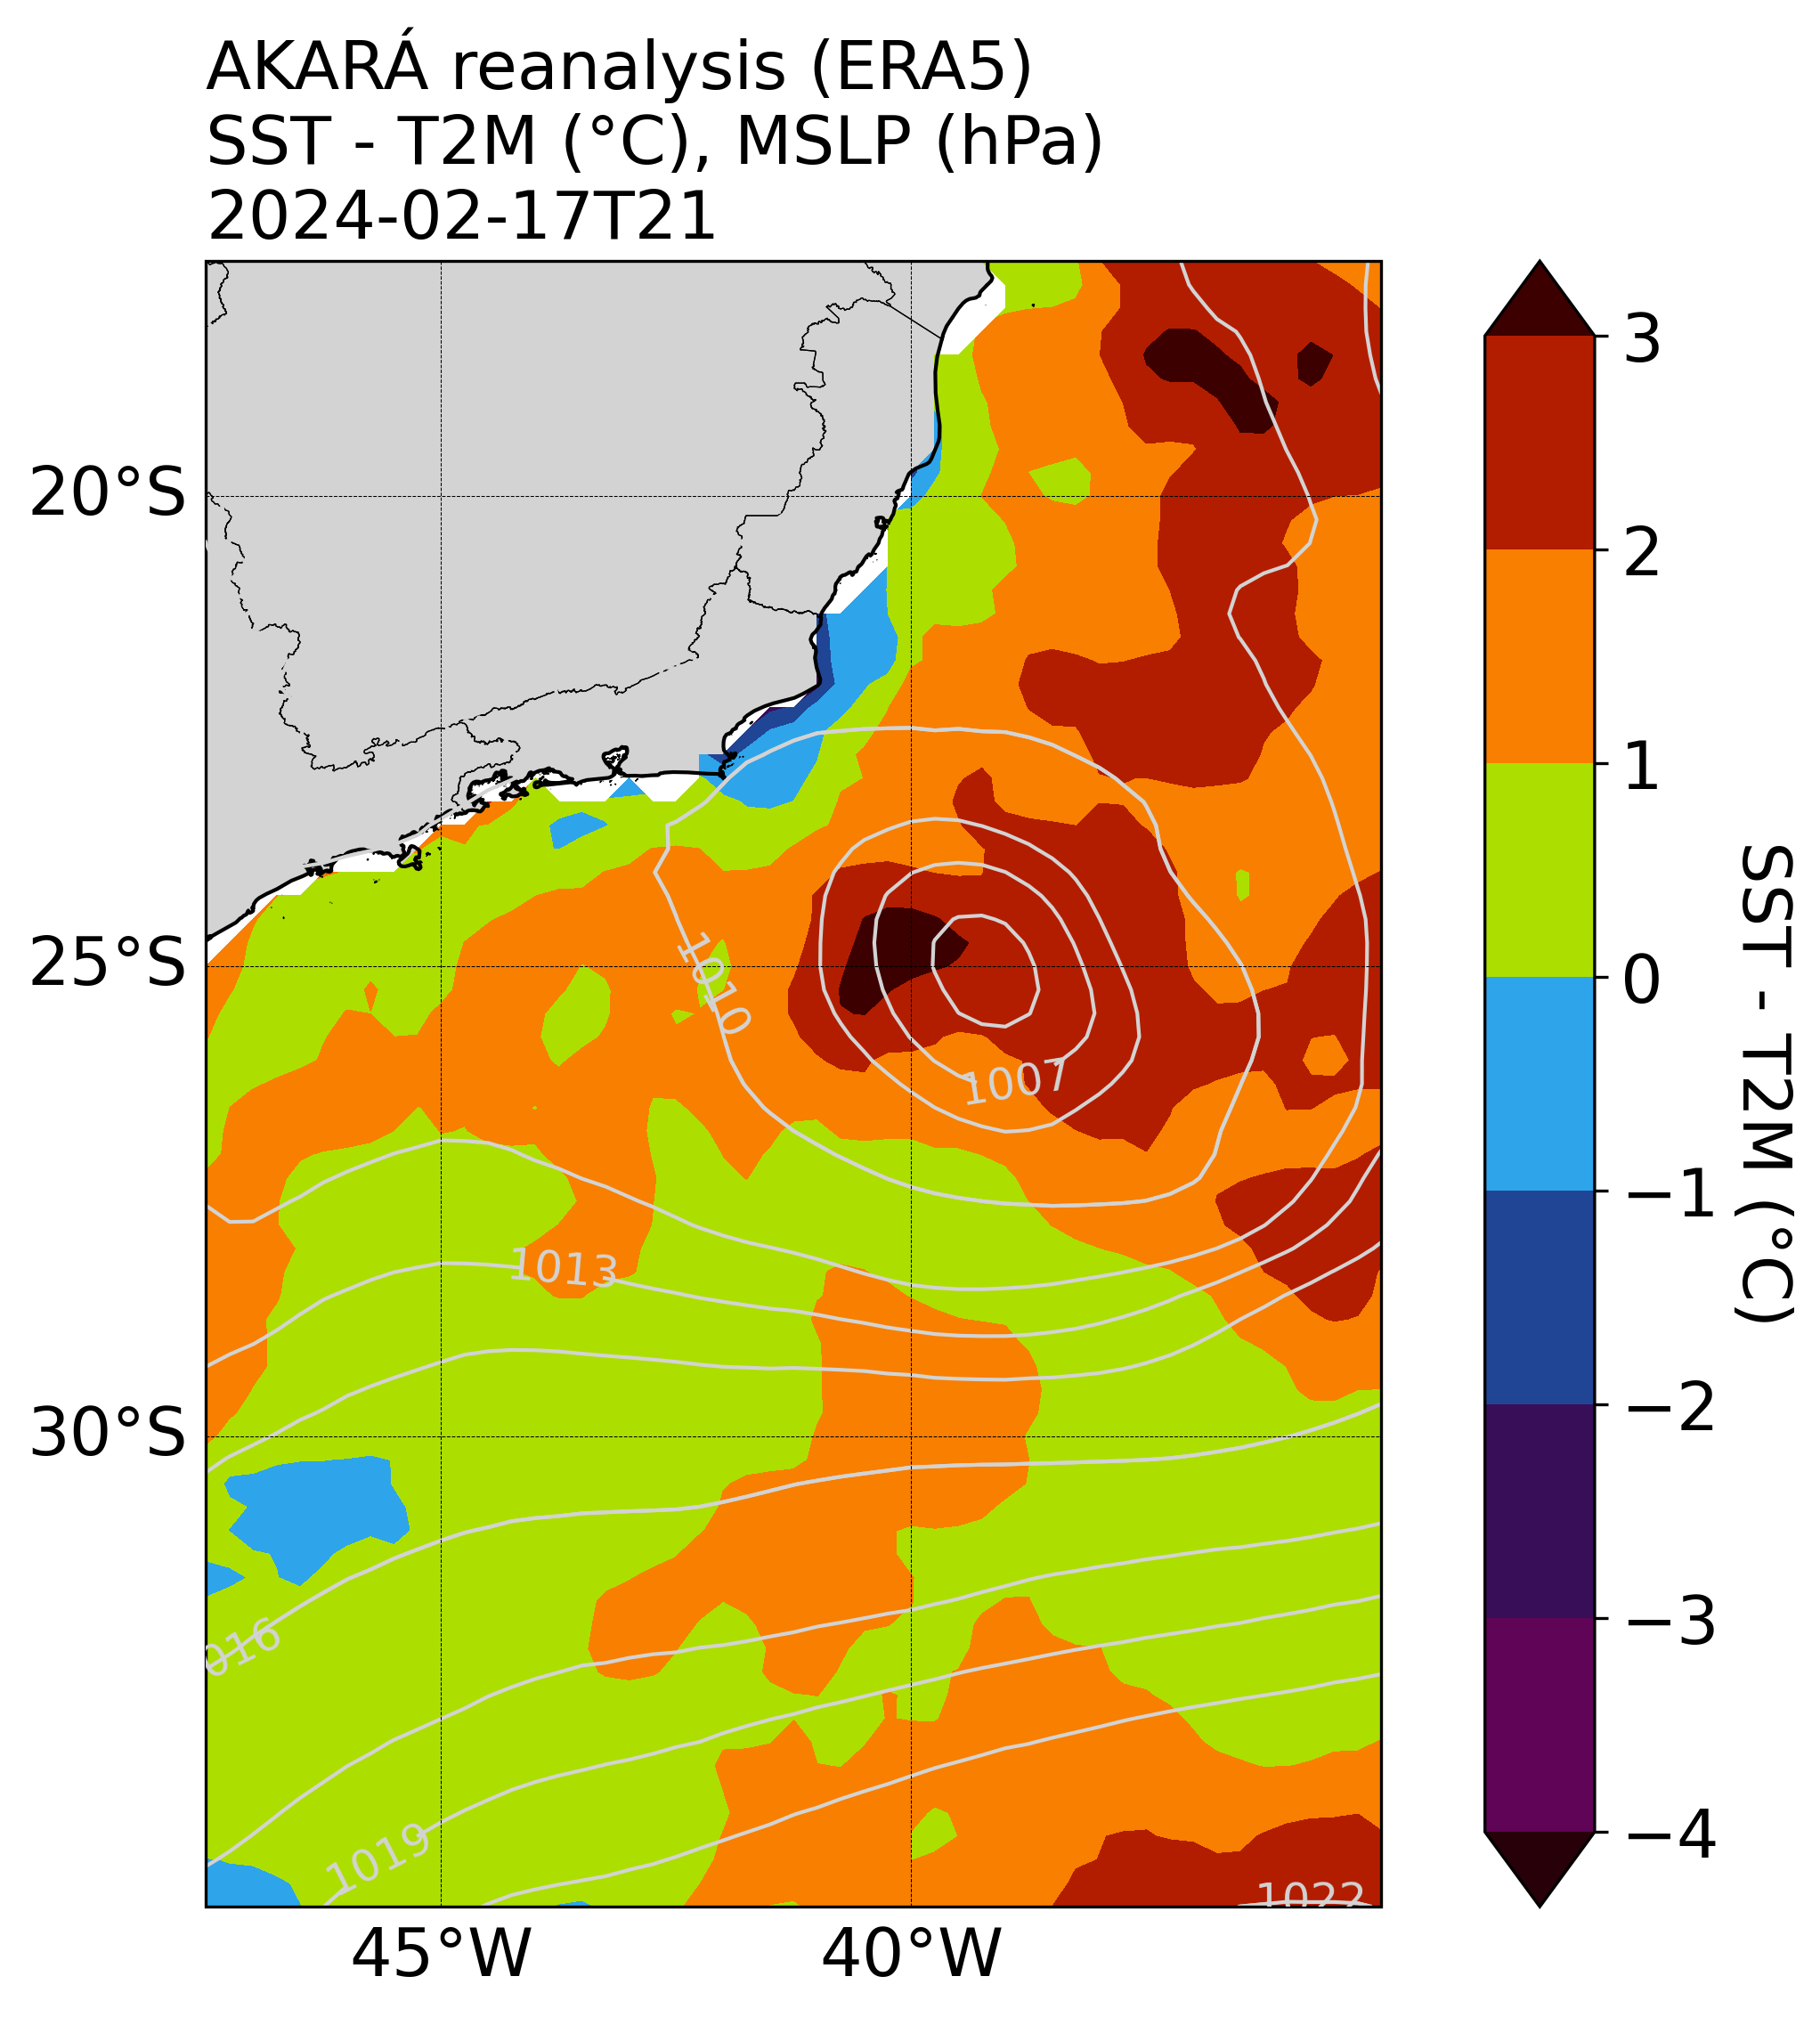 AKARÁ reanalysis (ERA5)
SST - T2M (°C), MSLP (hPa)
2024-02-17T21
20°S
25°S
30°S
45°W
40°W
1010
1007
1013
016
1019
1022
3
2
1
0
−1
−2
−3
−4
SST - T2M (°C)